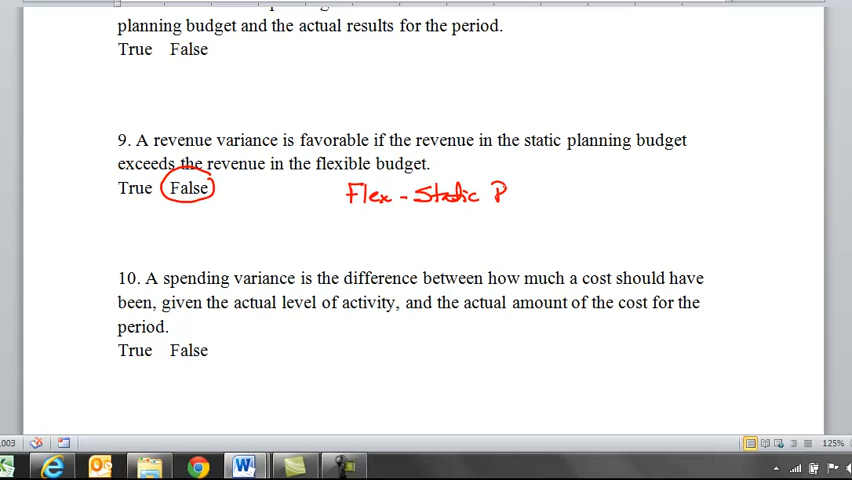 planning budget and the actual results for the period.
True False
9. A revenue variance is favorable if the revenue in the static planning budget
exceeds the revenue in the flexible budget.
True False
Flex - Static P
10. A spending variance is the difference between how much a cost should have
been, given the actual level of activity, and the actual amount of the cost for the
period.
True False
,003
125%